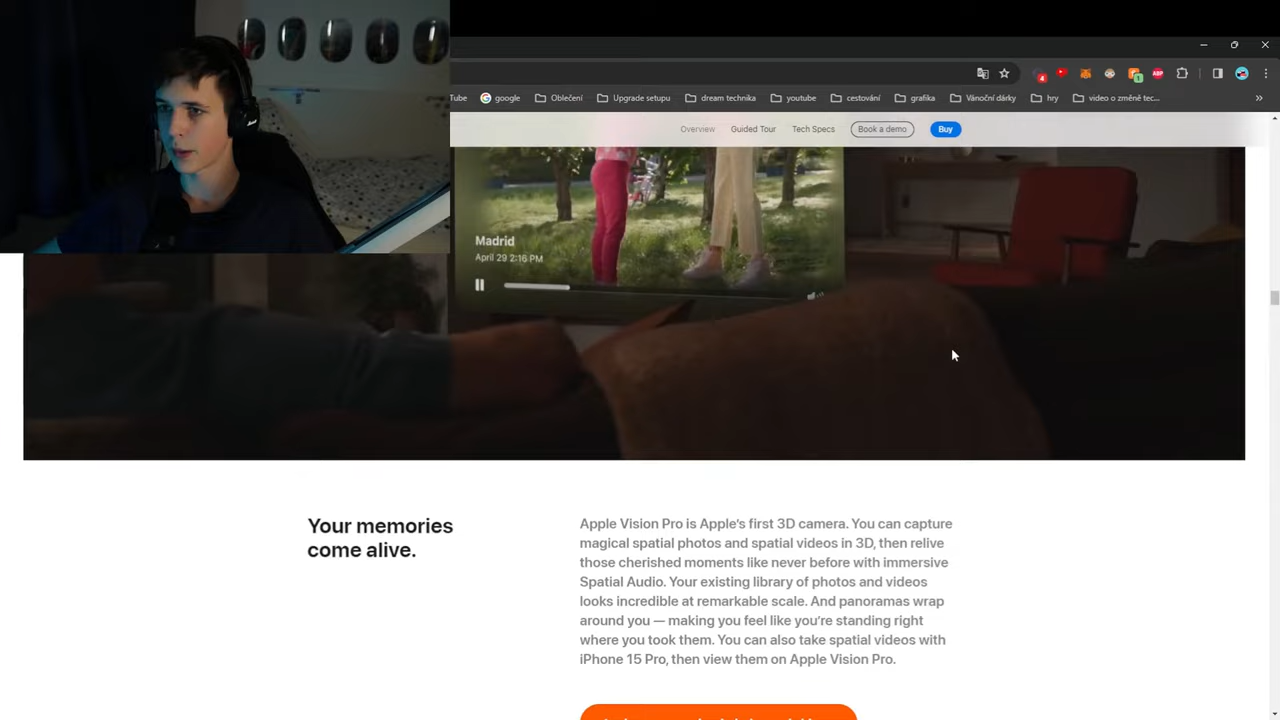 Tube
google
Oblečení
Upgrade setupu
dream technika
youtube
cestování
grafika
Vánoční dárky
hry
video o změně tec...
4
1
ABP
Overview
Guided Tour
Tech Specs
Book a demo
Buy
Madrid
April 29 2:16 PM
Your memories
come alive.
Apple Vision Pro is Apple's first 3D camera. You can capture
magical spatial photos and spatial videos in 3D, then relive
those cherished moments like never before with immersive
Spatial Audio. Your existing library of photos and videos
looks incredible at remarkable scale. And panoramas wrap
around you — making you feel like you're standing right
where you took them. You can also take spatial videos with
iPhone 15 Pro, then view them on Apple Vision Pro.